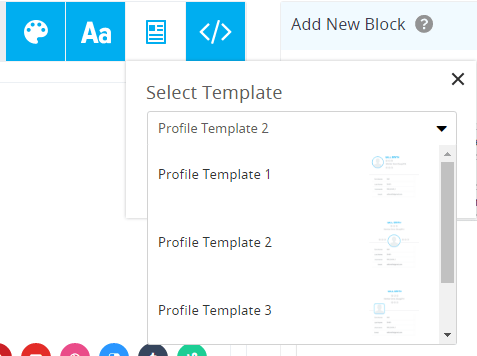 Aa
</>
Add New Block ?
Select Template
Profile Template 2
Profile Template 1
Profile Template 2
Profile Template 3